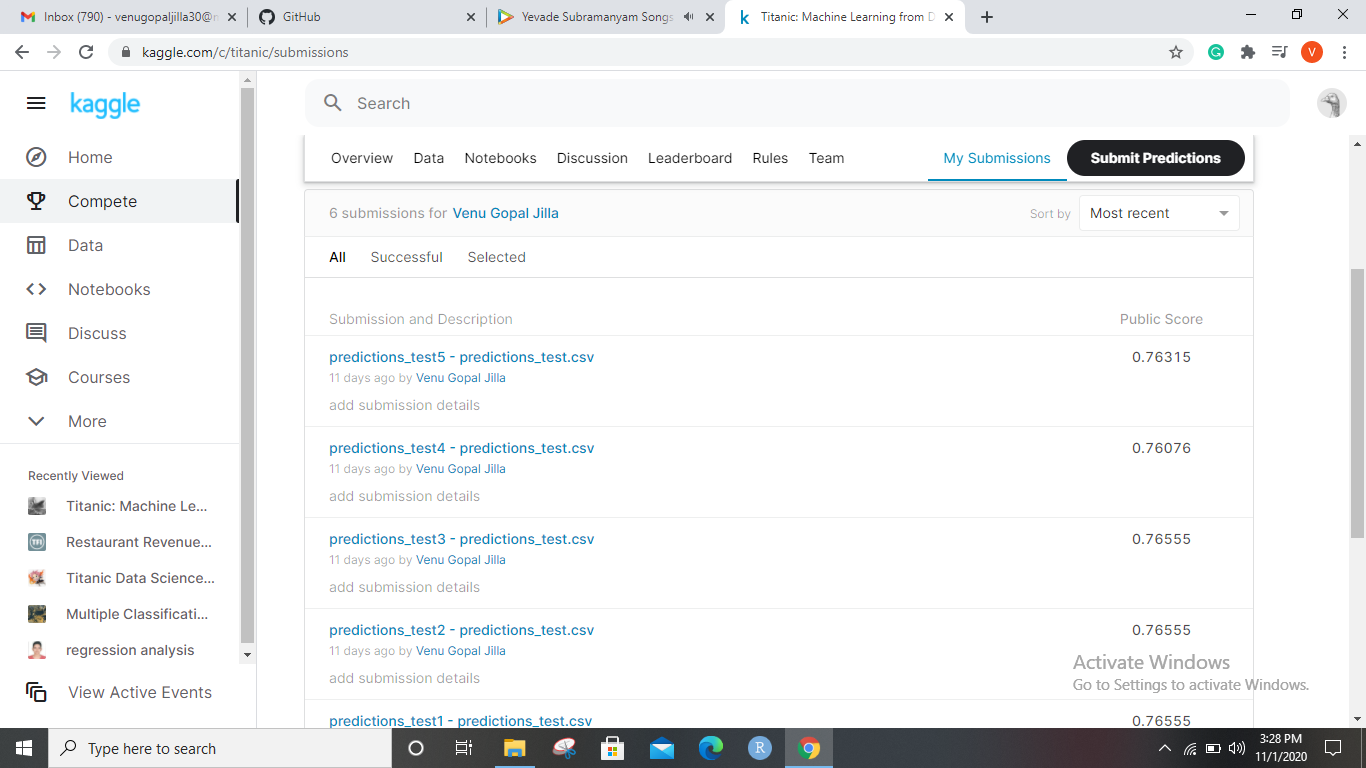 Inbox (790) - venugopaljilla30@
GitHub
Yevade Subramanyam Songs
Titanic: Machine Learning from D
kaggle.com/c/titanic/submissions
V
kaggle
Search
Home
Compete
Data
Notebooks
Discuss
Courses
More
Recently Viewed
Titanic: Machine Le...
Restaurant Revenue...
Titanic Data Science...
Multiple Classificati...
regression analysis
View Active Events
Overview Data Notebooks Discussion Leaderboard Rules Team My Submissions Submit Predictions
6 submissions for Venu Gopal Jilla Sort by Most recent
All Successful Selected
Submission and Description Public Score
predictions_test5 - predictions_test.csv 0.76315
11 days ago by Venu Gopal Jilla
add submission details
predictions_test4 - predictions_test.csv 0.76076
11 days ago by Venu Gopal Jilla
add submission details
predictions_test3 - predictions_test.csv 0.76555
11 days ago by Venu Gopal Jilla
add submission details
predictions_test2 - predictions_test.csv 0.76555
11 days ago by Venu Gopal Jilla
add submission details
predictions_test1 - predictions_test.csv 0.76555
Activate Windows
Go to Settings to activate Windows.
Type here to search
R
3:28 PM
11/1/2020